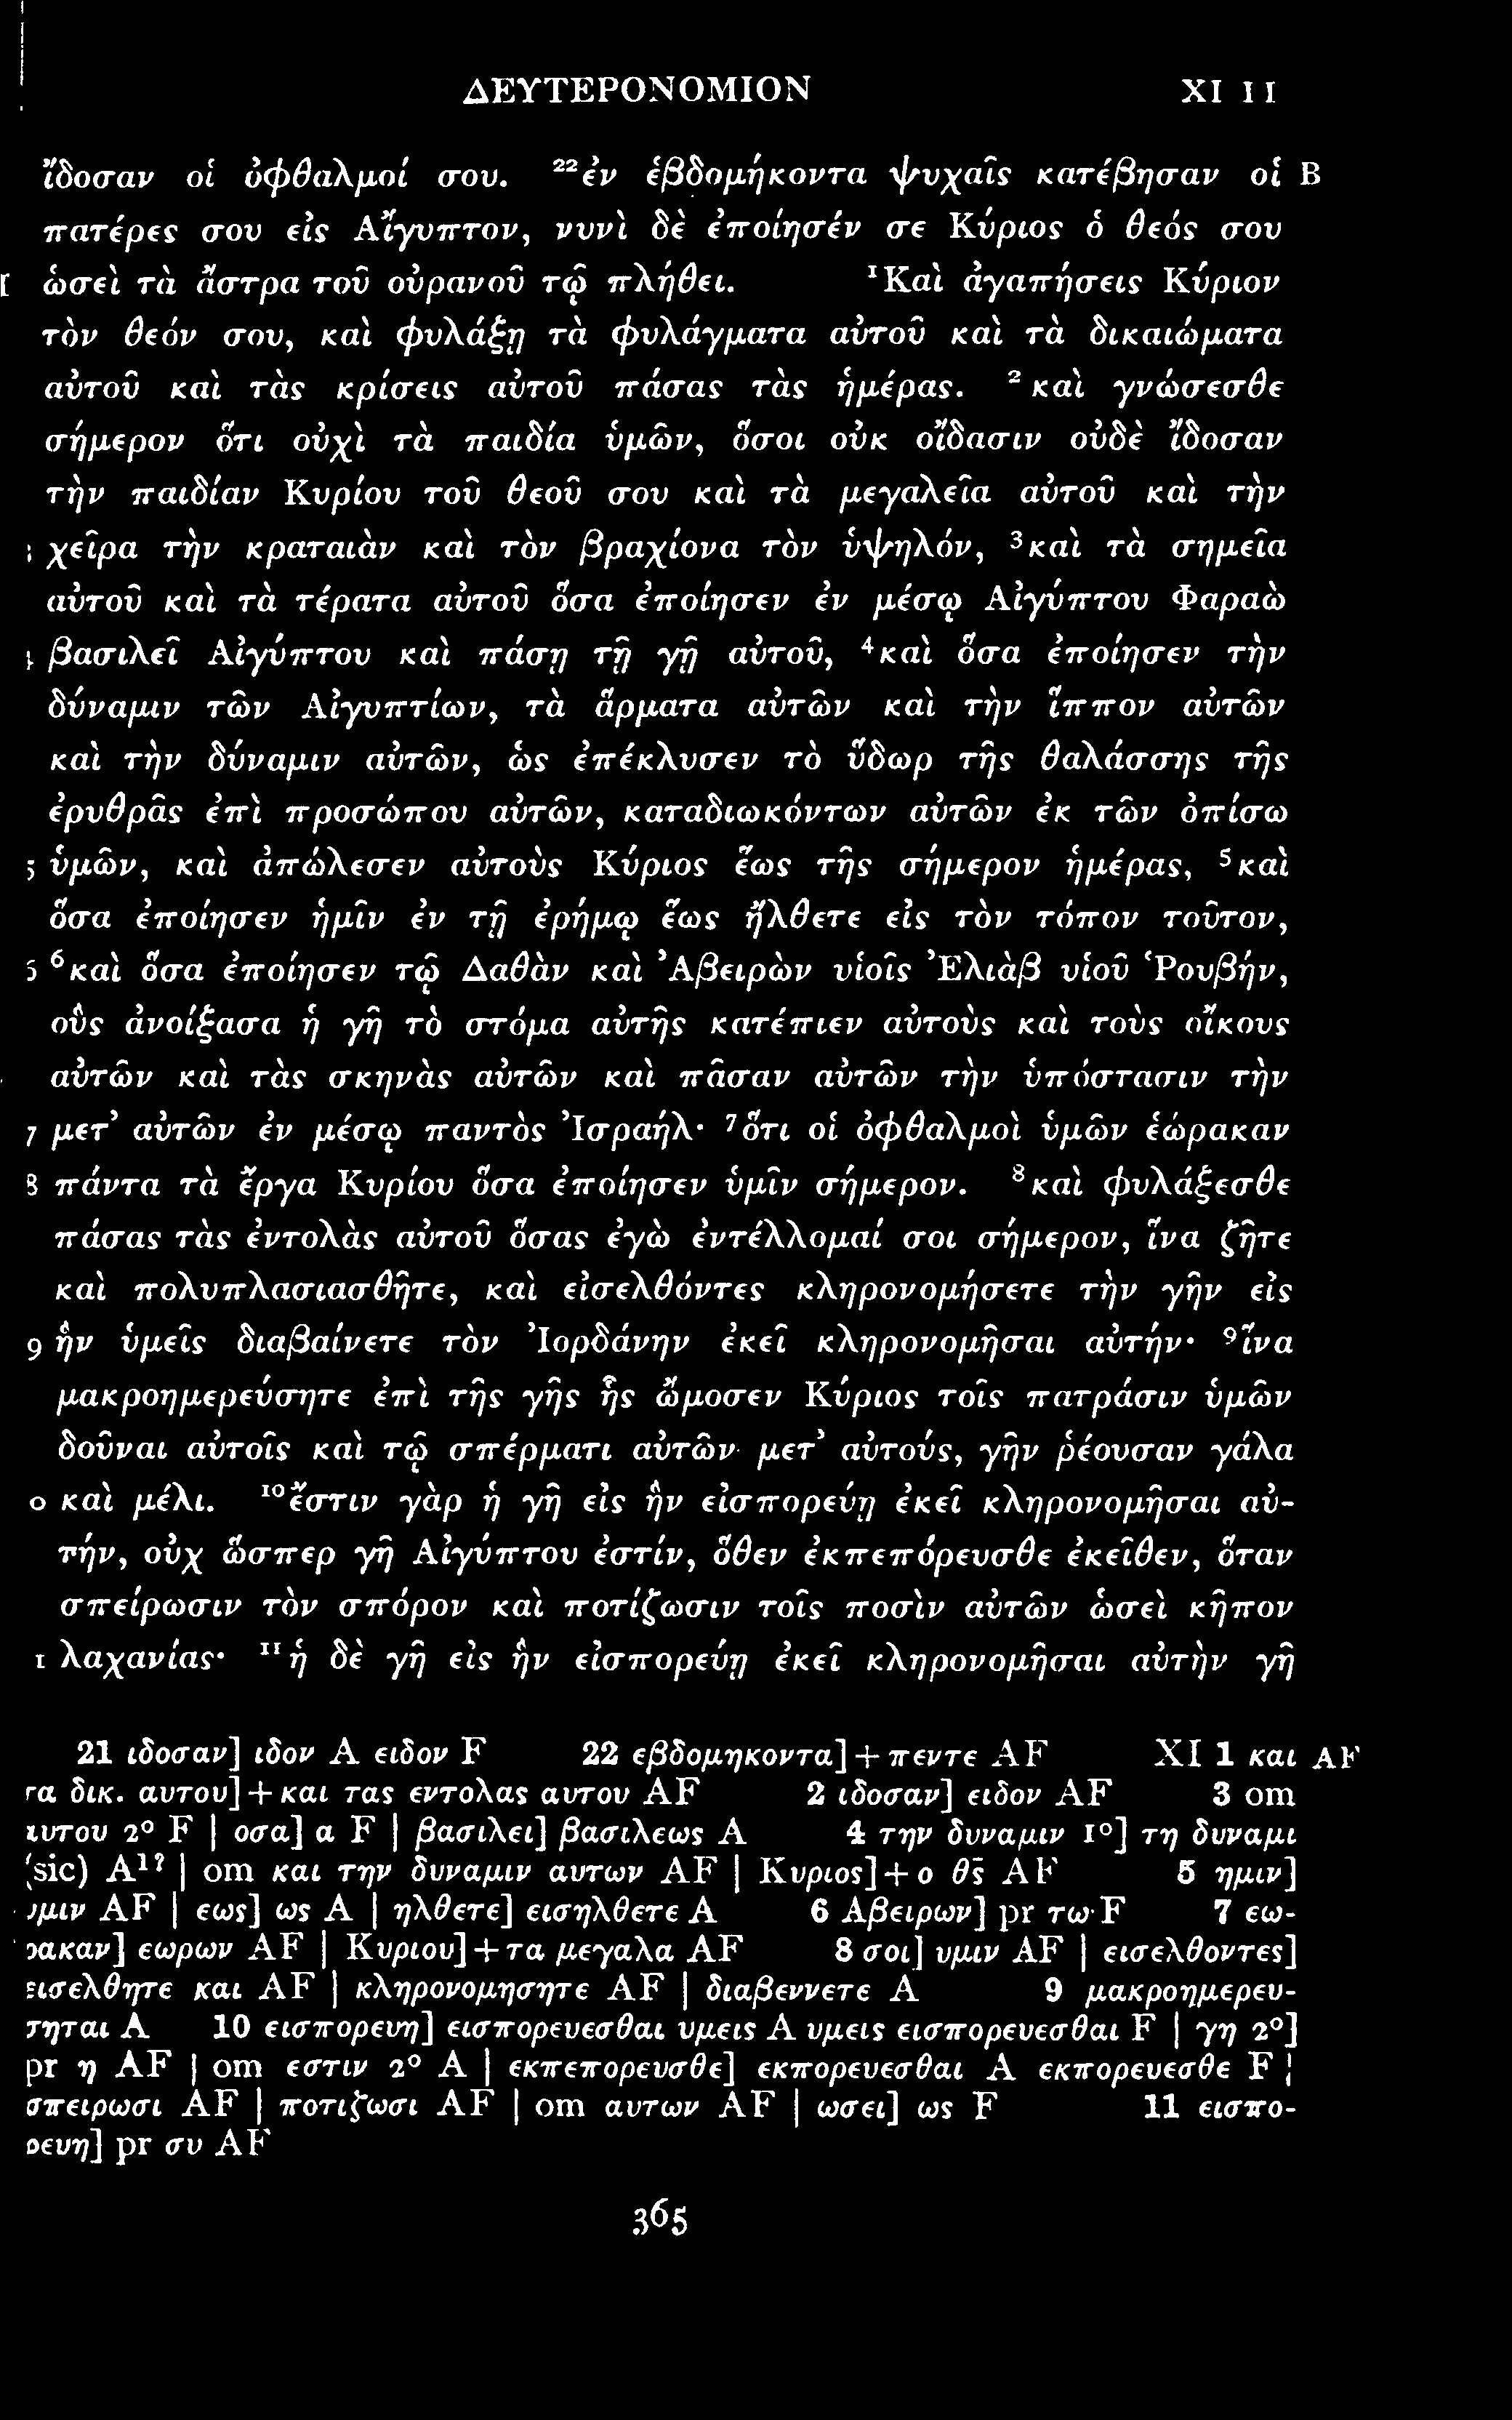 ΔΕΥΤΕΡΟΝΟΜΙΟΝ XI 11
ἴδοσαν οἱ ὀφθαλμοί σου. ²²ἐν ἑβδομήκοντα ψυχαῖς κατέβησαν οἱ B
πατέρες σου εἰς Αἴγυπτον, νυνὶ δὲ ἐποίησέν σε Κύριος ὁ θεός σου
ὡσεὶ τὰ ἄστρα τοῦ οὐρανοῦ τῷ πλήθει. ¹Καὶ ἀγαπήσεις Κύριον
τὸν θεόν σου, καὶ φυλάξῃ τὰ φυλάγματα αὐτοῦ καὶ τὰ δικαιώματα
αὐτοῦ καὶ τὰς κρίσεις αὐτοῦ πάσας τὰς ἡμέρας. ²καὶ γνώσεσθε
σήμερον ὅτι οὐχὶ τὰ παιδία ὑμῶν, ὅσοι οὐκ οἴδασιν οὐδὲ ἴδοσαν
τὴν παιδίαν Κυρίου τοῦ θεοῦ σου καὶ τὰ μεγαλεῖα αὐτοῦ καὶ τὴν
χεῖρα τὴν κραταιὰν καὶ τὸν βραχίονα τὸν ὑψηλόν, ³καὶ τὰ σημεῖα
αὐτοῦ καὶ τὰ τέρατα αὐτοῦ ὅσα ἐποίησεν ἐν μέσῳ Αἰγύπτου Φαραὼ
βασιλεῖ Αἰγύπτου καὶ πάσῃ τῇ γῇ αὐτοῦ, ⁴καὶ ὅσα ἐποίησεν τὴν
δύναμιν τῶν Αἰγυπτίων, τὰ ἅρματα αὐτῶν καὶ τὴν ἵππον αὐτῶν
καὶ τὴν δύναμιν αὐτῶν, ὡς ἐπέκλυσεν τὸ ὕδωρ τῆς θαλάσσης τῆς
ἐρυθρᾶς ἐπὶ προσώπου αὐτῶν, καταδιωκόντων αὐτῶν ἐκ τῶν ὀπίσω
5 ὑμῶν, καὶ ἀπώλεσεν αὐτοὺς Κύριος ἕως τῆς σήμερον ἡμέρας, ⁵καὶ
ὅσα ἐποίησεν ἡμῖν ἐν τῇ ἐρήμῳ ἕως ἤλθετε εἰς τὸν τόπον τοῦτον,
⁶καὶ ὅσα ἐποίησεν τῷ Δαθὰν καὶ Ἀβειρὼν υἱοῖς Ἐλιὰβ υἱοῦ Ῥουβήν,
οὓς ἀνοίξασα ἡ γῆ τὸ στόμα αὐτῆς κατέπιεν αὐτοὺς καὶ τοὺς οἴκους
αὐτῶν καὶ τὰς σκηνὰς αὐτῶν καὶ πᾶσαν αὐτῶν τὴν ὑπόστασιν τὴν
7 μετ’ αὐτῶν ἐν μέσῳ παντὸς Ἰσραήλ· ⁷ὅτι οἱ ὀφθαλμοὶ ὑμῶν ἑώρακαν
8 πάντα τὰ ἔργα Κυρίου ὅσα ἐποίησεν ὑμῖν σήμερον. ⁸καὶ φυλάξεσθε
πάσας τὰς ἐντολὰς αὐτοῦ ὅσας ἐγὼ ἐντέλλομαί σοι σήμερον, ἵνα ζῆτε
καὶ πολυπλασιασθῆτε, καὶ εἰσελθόντες κληρονομήσετε τὴν γῆν εἰς
9 ἣν ὑμεῖς διαβαίνετε τὸν Ἰορδάνην ἐκεῖ κληρονομῆσαι αὐτήν· ⁹ἵνα
μακροημερεύσητε ἐπὶ τῆς γῆς ἧς ὤμοσεν Κύριος τοῖς πατράσιν ὑμῶν
δοῦναι αὐτοῖς καὶ τῷ σπέρματι αὐτῶν μετ’ αὐτούς, γῆν ῥέουσαν γάλα
0 καὶ μέλι. ¹⁰ἔστιν γὰρ ἡ γῆ εἰς ἣν εἰσπορεύῃ ἐκεῖ κληρονομῆσαι αὐ-
τήν, οὐχ ὥσπερ γῆ Αἰγύπτου ἐστίν, ὅθεν ἐκπεπόρευσθε ἐκεῖθεν, ὅταν
σπείρωσιν τὸν σπόρον καὶ ποτίζωσιν τοῖς ποσὶν αὐτῶν ὡσεὶ κῆπον
1 λαχανίας· ¹¹ἡ δὲ γῆ εἰς ἣν εἰσπορεύῃ ἐκεῖ κληρονομῆσαι αὐτὴν γῆ
21 ιδοσαν] ιδον A ειδον F 22 εβδομηκοντα] + πεντε AF XI 1 και AF
τα δικ. αυτου] + και τας εντολας αυτου AF 2 ιδοσαν] ειδον AF 3 om
αυτου 2° F | οσα] α F | βασιλει] βασιλεως A 4 την δυναμιν 1°] τη δυναμι
(sic) A¹? | om και την δυναμιν αυτων AF | Κυριος] + ο θς̄ AF 5 ημιν]
υμιν AF | εως] ως A | ηλθετε] εισηλθετε A 6 Αβειρων] pr τω F 7 εω-
ρακαν] εωρων AF | Κυριου] + τα μεγαλα AF 8 σοι] υμιν AF | εισελθοντες]
εισελθητε και AF | κληρονομησητε AF | διαβεννετε A 9 μακροημερευ-
σηται A 10 εισπορευη] εισπορευεσθαι υμεις A υμεις εισπορευεσθαι F | γη 2°]
pr η AF | om εστιν 2° A | εκπεπορευσθε] εκπορευεσθαι A εκπορευεσθε F |
σπειρωσι AF | ποτιζωσι AF | om αυτων AF | ωσει] ως F 11 εισπο-
ρευη] pr συ AF
365